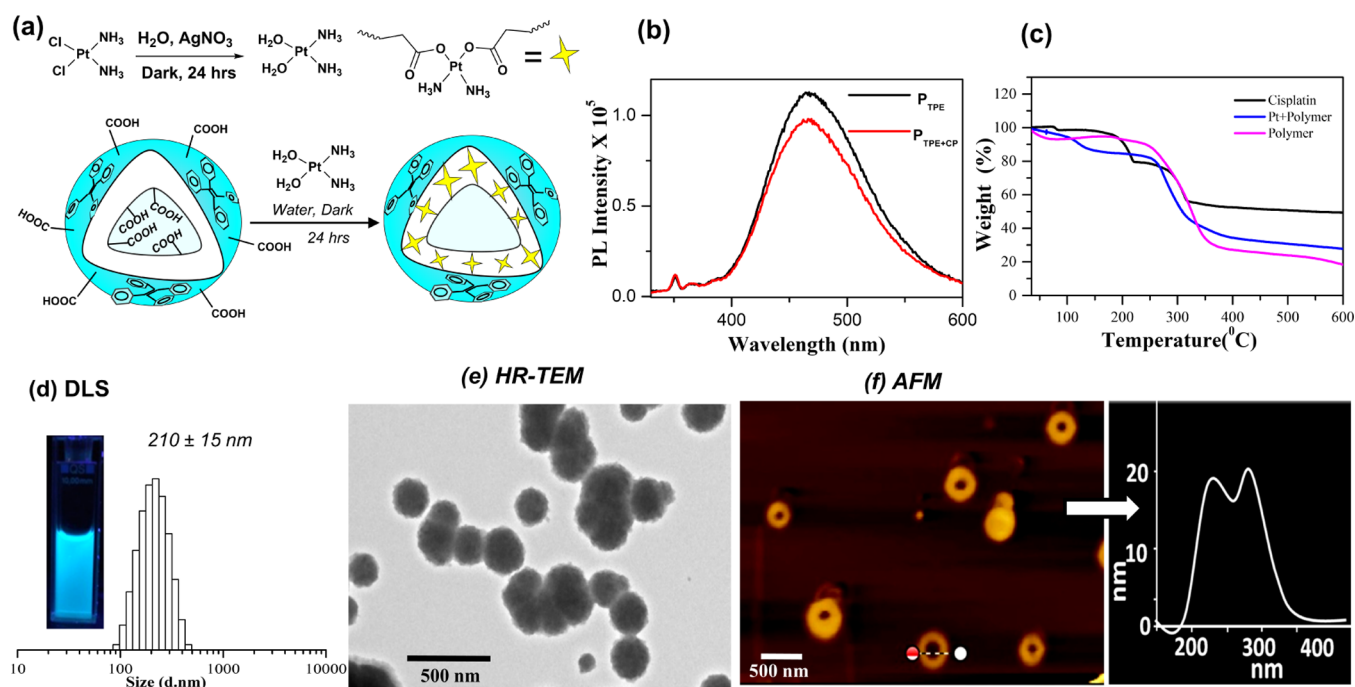 (a)
Cl
NH₃
Pt
Cl
NH₃
H₂O, AgNO₃
Dark, 24 hrs
H₂O
NH₃
Pt
H₂O
NH₃
O
O
Pt
O
O
H₃N
NH₃
=
COOH
COOH
HOOC
COOH
COOH
COOH
COOH
COOH
HOOC
COOH
H₂O
NH₃
Pt
H₂O
NH₃
Water, Dark
24 hrs
(b)
PL Intensity X 10⁵
1.0
0.5
0.0
P TPE
P TPE+CP
400
500
600
Wavelength (nm)
(c)
Weight (%)
120
100
80
60
40
20
0
Cisplatin
Pt+Polymer
Polymer
100
200
300
400
500
600
Temperature(⁰C)
(d) DLS
210 ± 15 nm
10
100
1000
10000
Size (d.nm)
(e) HR-TEM
500 nm
(f) AFM
500 nm
20
10
0
nm
200
300
400
nm